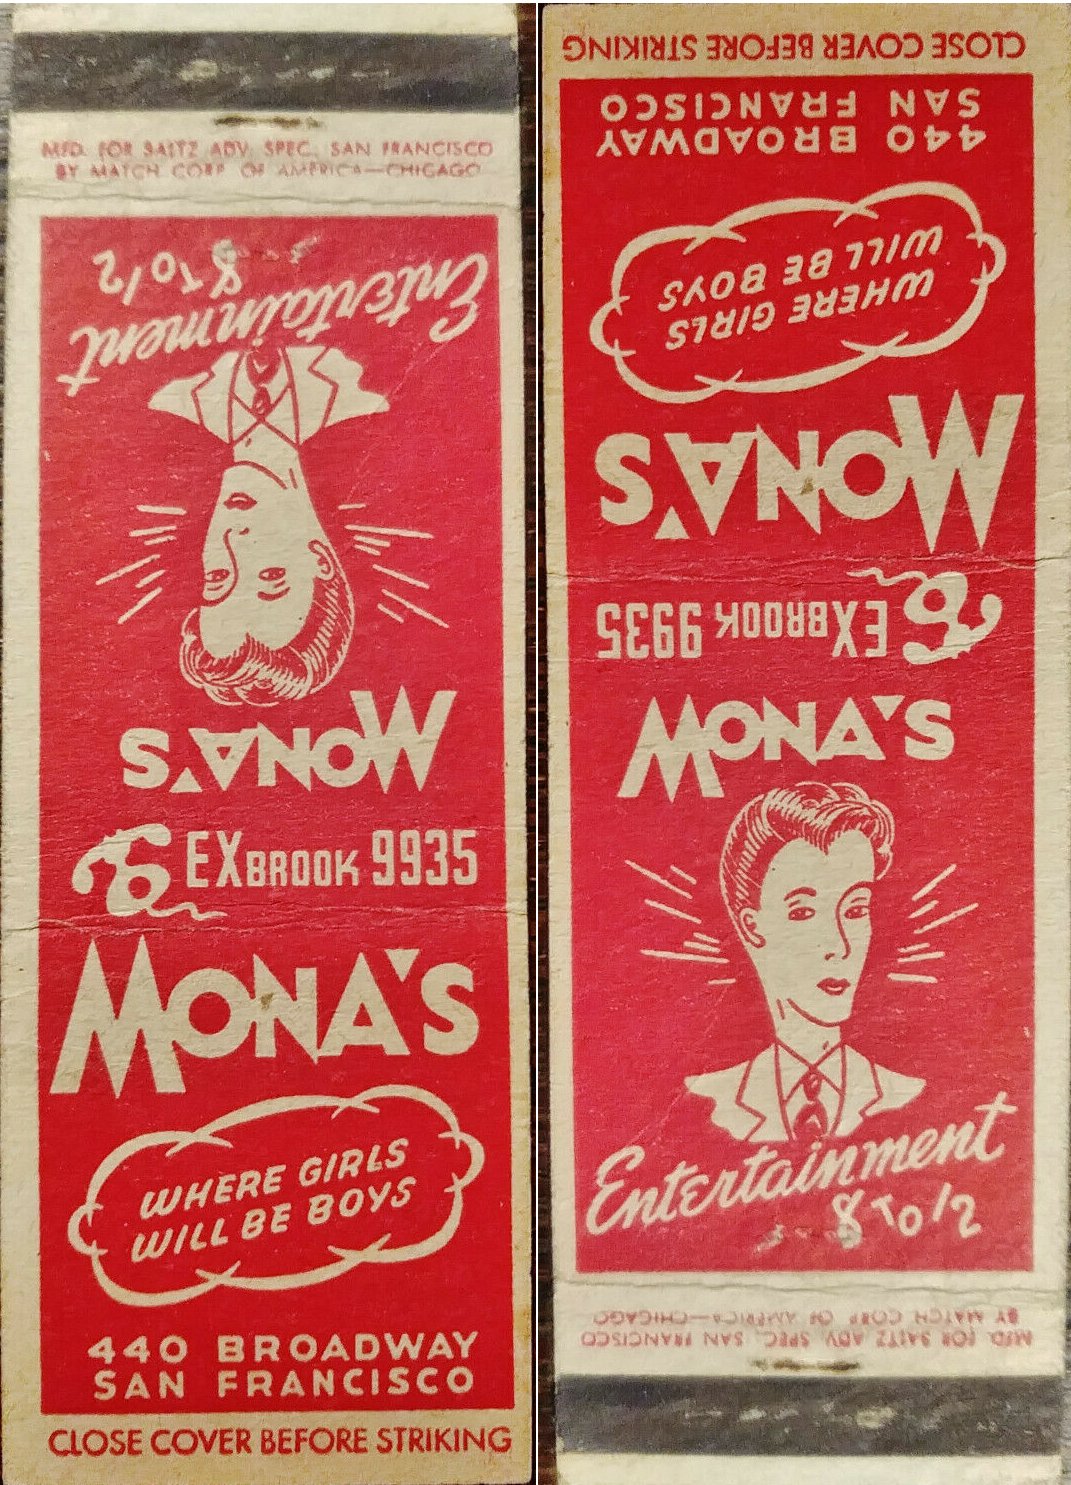 MFD. FOR SALTZ ADV. SPEC. SAN FRANCISCO
BY MATCH CORP OF AMERICA—CHICAGO
Entertainment
8 TO 12
MONA'S
EXBROOK 9935
MONA'S
WHERE GIRLS
WILL BE BOYS
440 BROADWAY
SAN FRANCISCO
CLOSE COVER BEFORE STRIKING
CLOSE COVER BEFORE STRIKING
440 BROADWAY
SAN FRANCISCO
WHERE GIRLS
WILL BE BOYS
MONA'S
EXBROOK 9935
MONA'S
Entertainment
8 TO 12
MFD. FOR SALTZ ADV. SPEC. SAN FRANCISCO
BY MATCH CORP OF AMERICA—CHICAGO